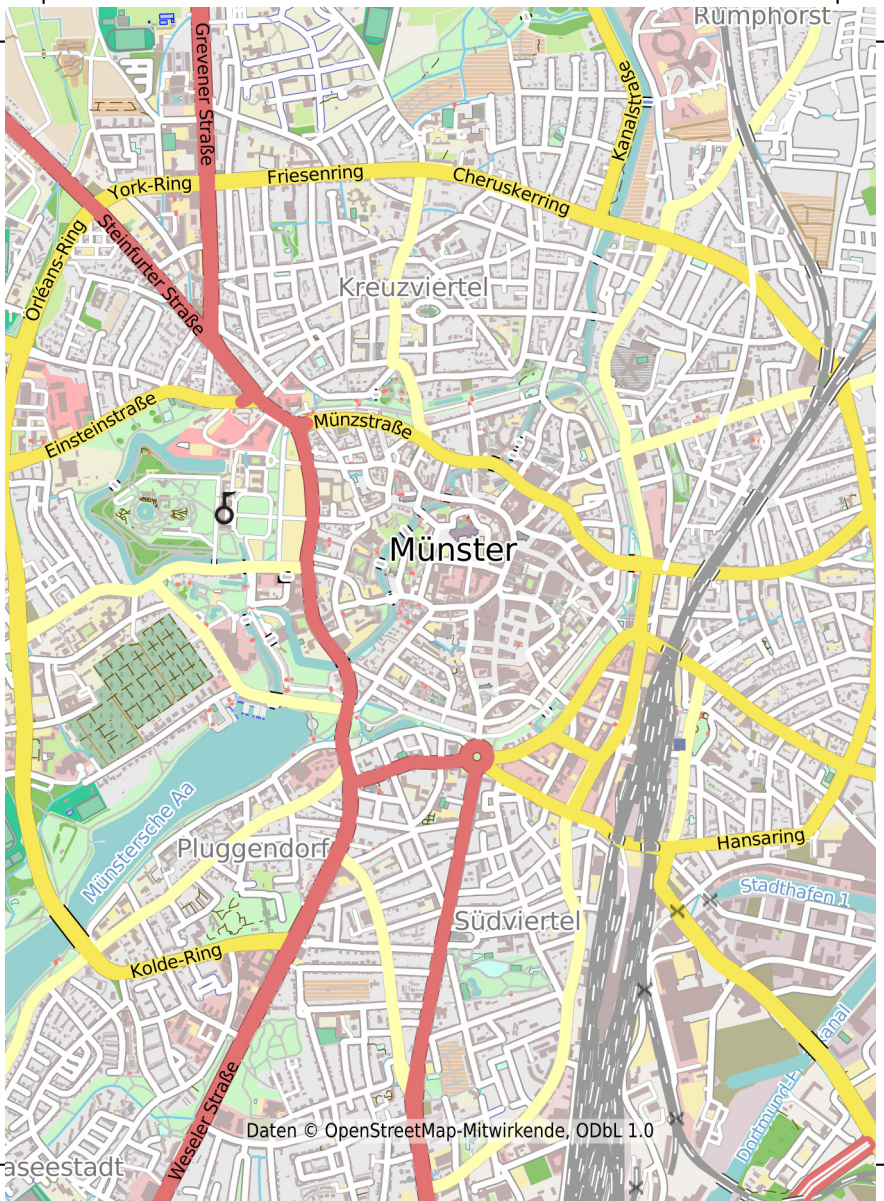 Rumphorst
Grevener Straße
Kanalstraße
York-Ring
Friesenring
Cheruskerring
Steinfurter Straße
Orléans-Ring
Kreuzviertel
Einsteinstraße
Münzstraße
Münster
Münstersche Aa
Pluggendorf
Hansaring
Stadthafen 1
Südviertel
Kolde-Ring
Weseler Straße
Daten © OpenStreetMap-Mitwirkende, ODbL 1.0
aseestadt